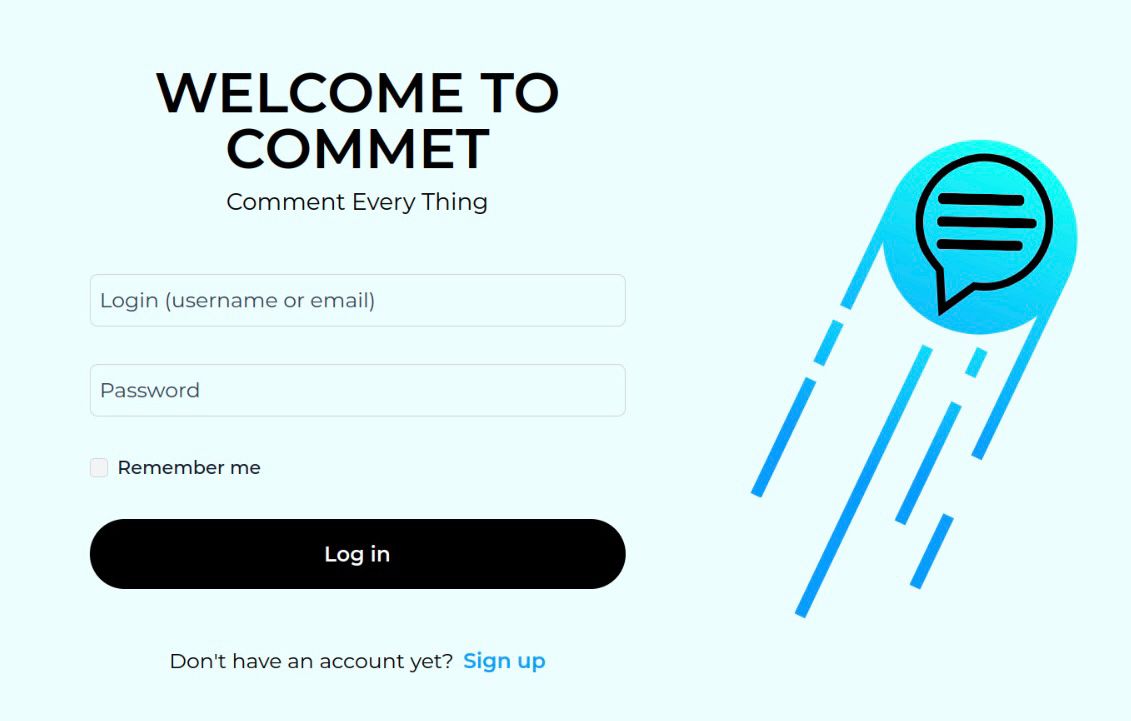 WELCOME TO
COMMET
Comment Every Thing
Login (username or email)
Password
Remember me
Log in
Don't have an account yet? Sign up